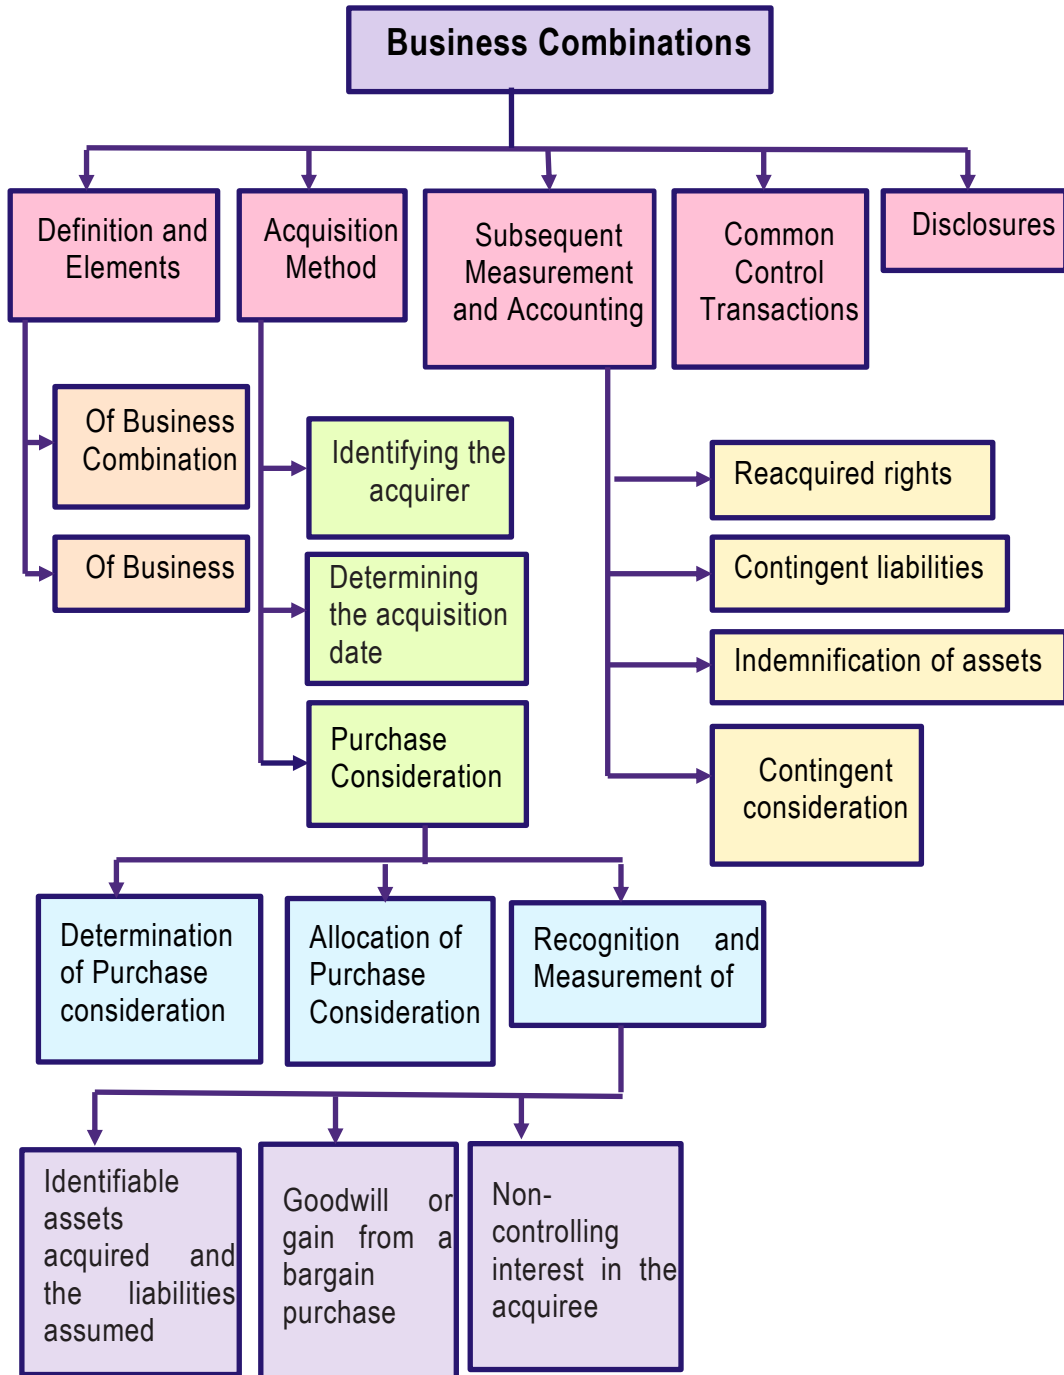 Business Combinations
Definition and
Elements
Acquisition
Method
Subsequent
Measurement
and Accounting
Common
Control
Transactions
Disclosures
Of Business
Combination
Of Business
Identifying the
acquirer
Determining
the acquisition
date
Purchase
Consideration
Reacquired rights
Contingent liabilities
Indemnification of assets
Contingent
consideration
Determination
of Purchase
consideration
Allocation of
Purchase
Consideration
Recognition and
Measurement of
Identifiable
assets
acquired and
the liabilities
assumed
Goodwill or
gain from a
bargain
purchase
Non-
controlling
interest in the
acquiree